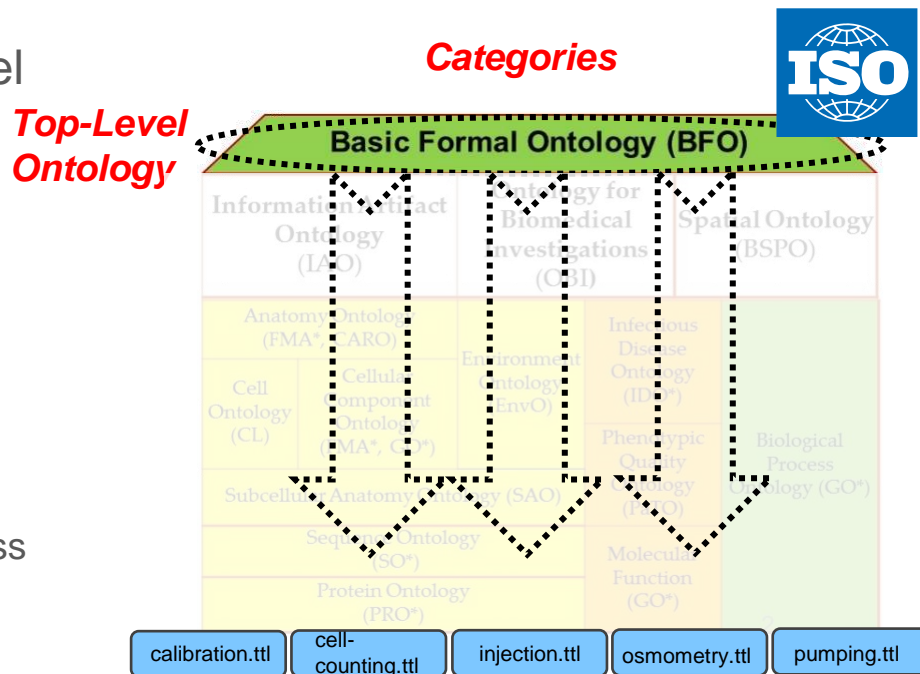 el
Categories
ISO
Top-Level
Ontology
Basic Formal Ontology (BFO)
Information Artifact
Ontology
(IAO)
Ontology for
Biomedical
Investigations
(OBI)
Spatial Ontology
(BSPO)
Anatomy Ontology
(FMA*, CARO)
Environment
Ontology
(EnvO)
Infectious
Disease
Ontology
(IDO*)
Cell
Ontology
(CL)
Cellular
Component
Ontology
(FMA*, GO*)
Phenotypic
Quality
Ontology
(PaTO)
Biological
Process
Ontology (GO*)
Subcellular Anatomy Ontology (SAO)
ss
Sequence Ontology
(SO*)
Molecular
Function
(GO*)
Protein Ontology
(PRO*)
calibration.ttl
cell-
counting.ttl
injection.ttl
osmometry.ttl
pumping.ttl